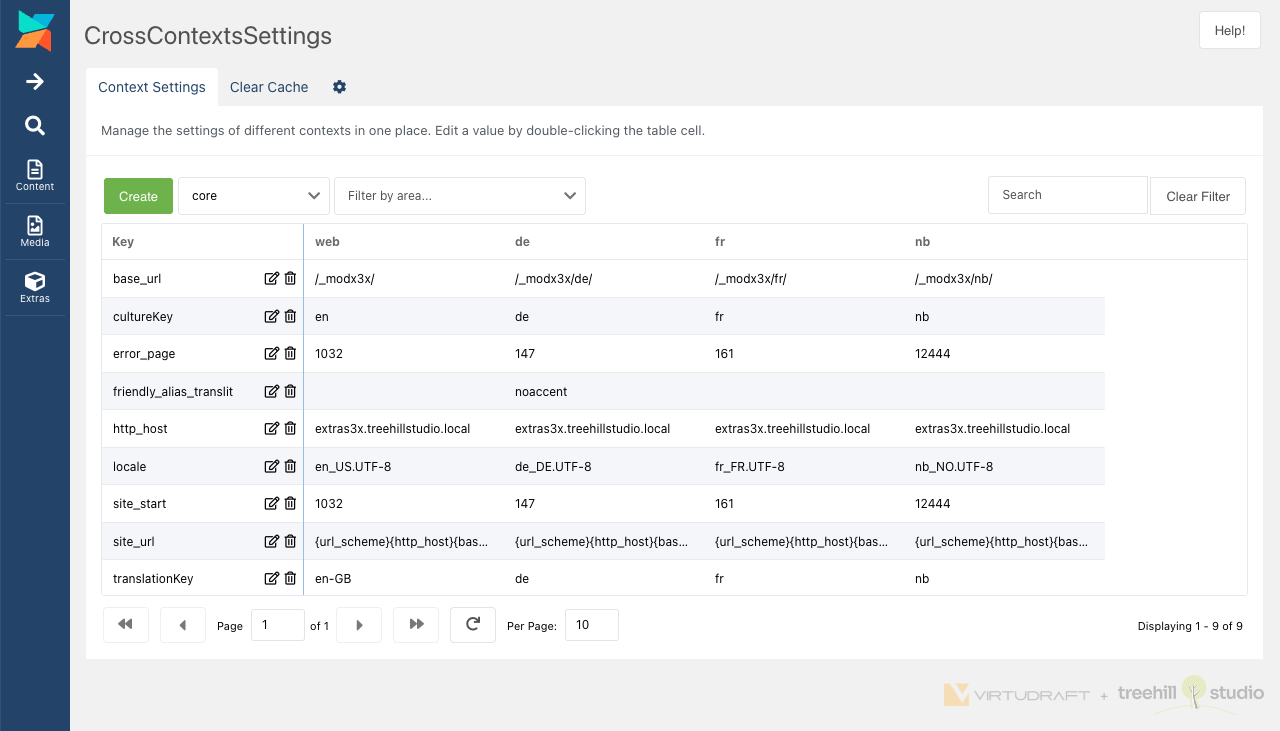 CrossContextsSettings
Help!
Context Settings Clear Cache
Manage the settings of different contexts in one place. Edit a value by double-clicking the table cell.
Content
Media
Extras
Create core Filter by area... Search Clear Filter
Key web de fr nb
base_url /_modx3x/ /_modx3x/de/ /_modx3x/fr/ /_modx3x/nb/
cultureKey en de fr nb
error_page 1032 147 161 12444
friendly_alias_translit noaccent
http_host extras3x.treehillstudio.local extras3x.treehillstudio.local extras3x.treehillstudio.local extras3x.treehillstudio.local
locale en_US.UTF-8 de_DE.UTF-8 fr_FR.UTF-8 nb_NO.UTF-8
site_start 1032 147 161 12444
site_url {url_scheme}{http_host}{bas... {url_scheme}{http_host}{bas... {url_scheme}{http_host}{bas... {url_scheme}{http_host}{bas...
translationKey en-GB de fr nb
Page 1 of 1 Per Page: 10 Displaying 1 - 9 of 9
VIRTUDRAFT + treehill studio